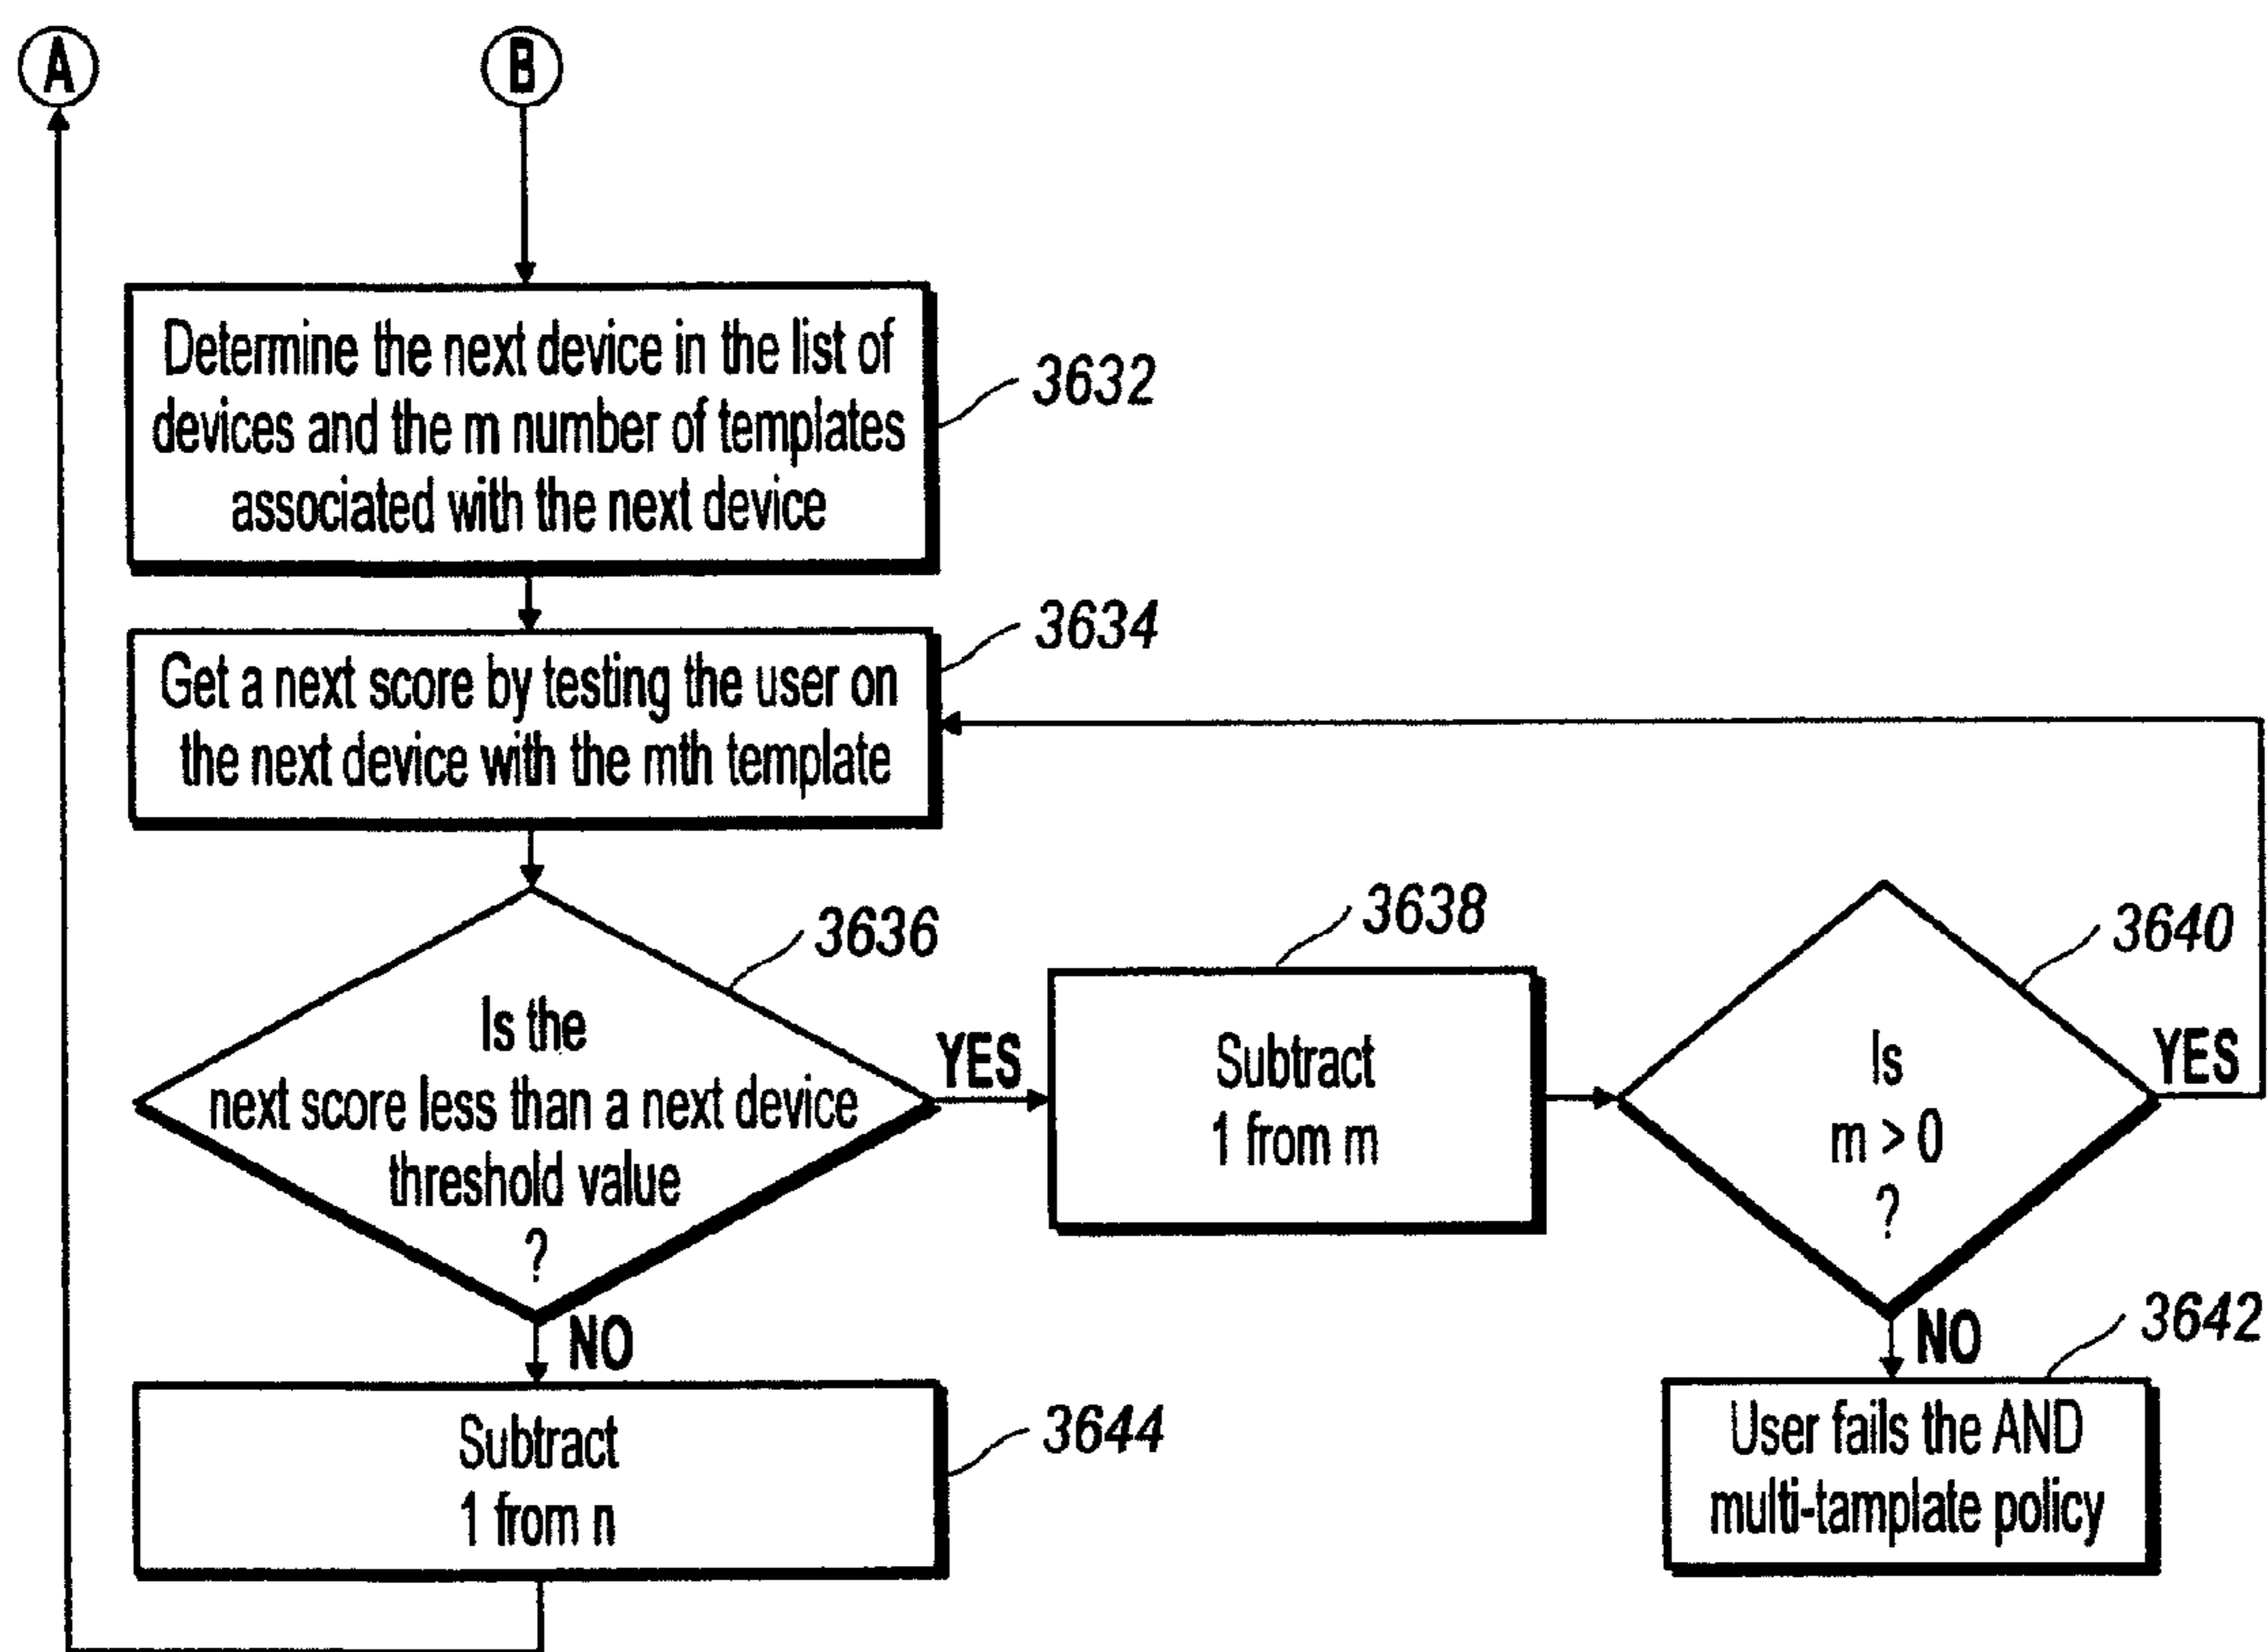 A
B
Determine the next device in the list of
devices and the m number of templates
associated with the next device
3632
Get a next score by testing the user on
the next device with the mth template
3634
Is the
next score less than a next device
threshold value
?
3636
YES
NO
Subtract
1 from m
3638
Is
m > 0
?
3640
YES
NO
User fails the AND
multi-tamplate policy
3642
Subtract
1 from n
3644